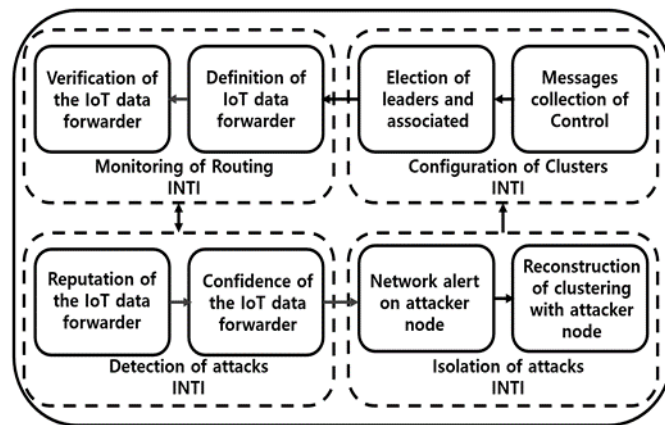 Verification of
the IoT data
forwarder
Definition of
IoT data
forwarder
Monitoring of Routing
INTI
Election of
leaders and
associated
Messages
collection of
Control
Configuration of Clusters
INTI
Reputation of
the IoT data
forwarder
Confidence of
the IoT data
forwarder
Detection of attacks
INTI
Network alert
on attacker
node
Reconstruction
of clustering
with attacker
node
Isolation of attacks
INTI